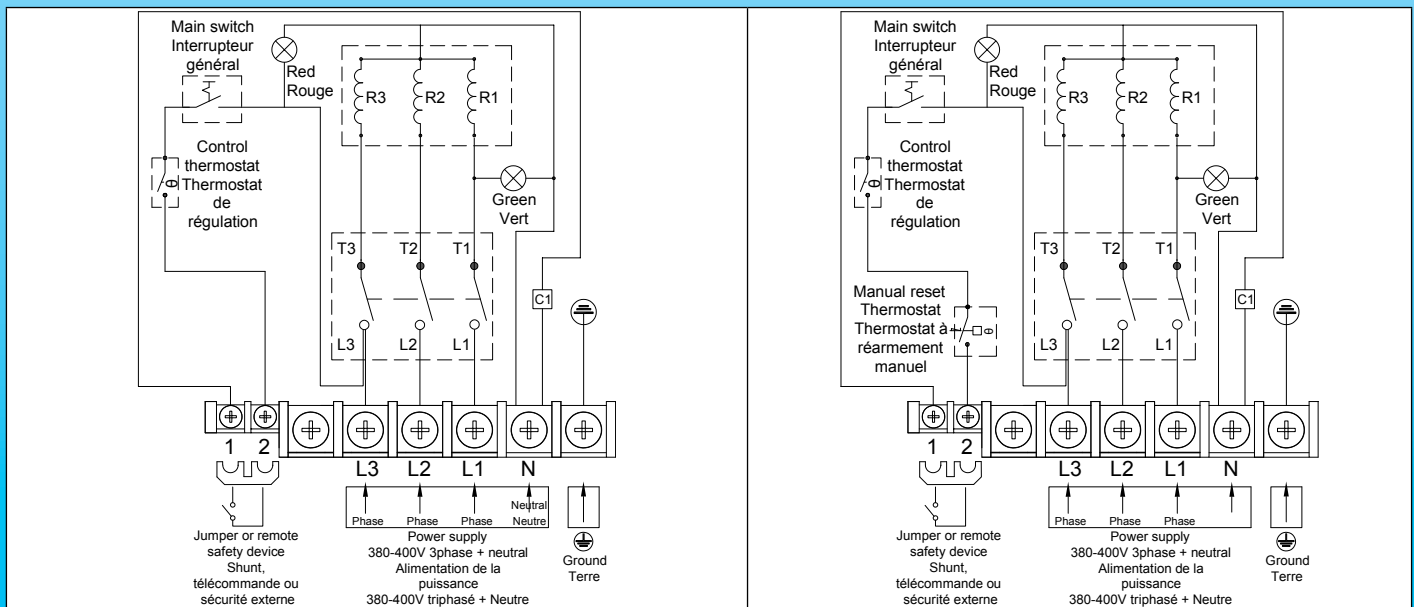 Main switch
Interrupteur
général
Red
Rouge
R3
R2
R1
Control
thermostat
Thermostat
de
régulation
θ
Green
Vert
T3
T2
T1
C1
L3
L2
L1
1
2
L3
L2
L1
N
Phase
Phase
Phase
Neutral
Neutre
Jumper or remote
safety device
Shunt,
télécommande ou
sécurité externe
Power supply
380-400V 3phase + neutral
Alimentation de la
puissance
380-400V triphasé + Neutre
Ground
Terre
Main switch
Interrupteur
général
Red
Rouge
R3
R2
R1
Control
thermostat
Thermostat
de
régulation
θ
Green
Vert
T3
T2
T1
Manual reset
Thermostat
Thermostat à
réarmement
manuel
θ
C1
L3
L2
L1
1
2
L3
L2
L1
N
Phase
Phase
Phase
Jumper or remote
safety device
Shunt,
télécommande ou
sécurité externe
Power supply
380-400V 3phase + neutral
Alimentation de la
puissance
380-400V triphasé + Neutre
Ground
Terre